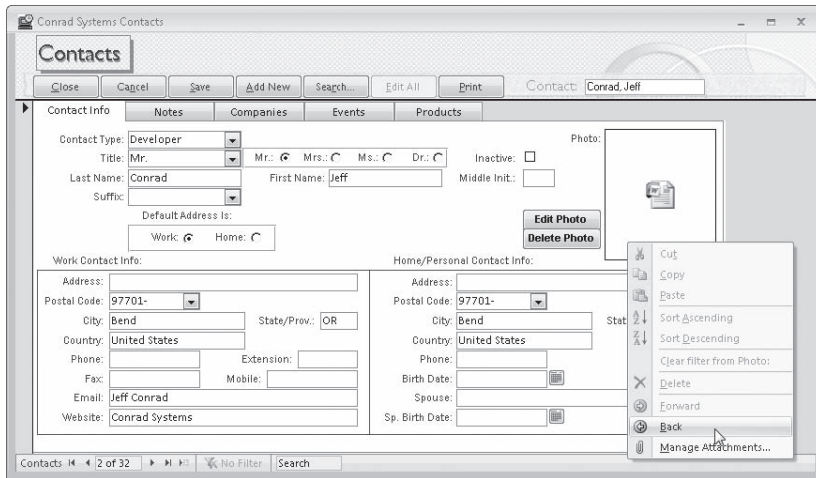 Conrad Systems Contacts
Contacts
Close Cancel Save Add New Search... Edit All Print Contact: Conrad, Jeff
Contact Info Notes Companies Events Products
Contact Type: Developer Photo:
Title: Mr. Mr.: Mrs.: Ms.: Dr.: Inactive:
Last Name: Conrad First Name: Jeff Middle Init.:
Suffix:
Default Address Is:
Work: Home:
Edit Photo
Delete Photo
Work Contact Info: Home/Personal Contact Info:
Address: Address:
Postal Code: 97701- Postal Code: 97701-
City: Bend State/Prov.: OR City: Bend Stat
Country: United States Country: United States
Phone: Extension: Phone:
Fax: Mobile: Birth Date:
Email: Jeff Conrad Spouse:
Website: Conrad Systems Sp. Birth Date:
Cut
Copy
Paste
Sort Ascending
Sort Descending
Clear filter from Photo:
Delete
Forward
Back
Manage Attachments...
Contacts 2 of 32 No Filter Search